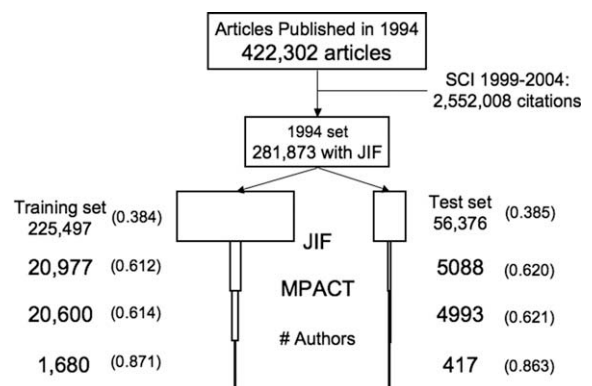 Articles Published in 1994
422,302 articles
SCI 1999-2004:
2,552,008 citations
1994 set
281,873 with JIF
Training set
225,497 (0.384)
Test set
56,376 (0.385)
JIF
20,977 (0.612)
5088 (0.620)
MPACT
20,600 (0.614)
4993 (0.621)
# Authors
1,680 (0.871)
417 (0.863)